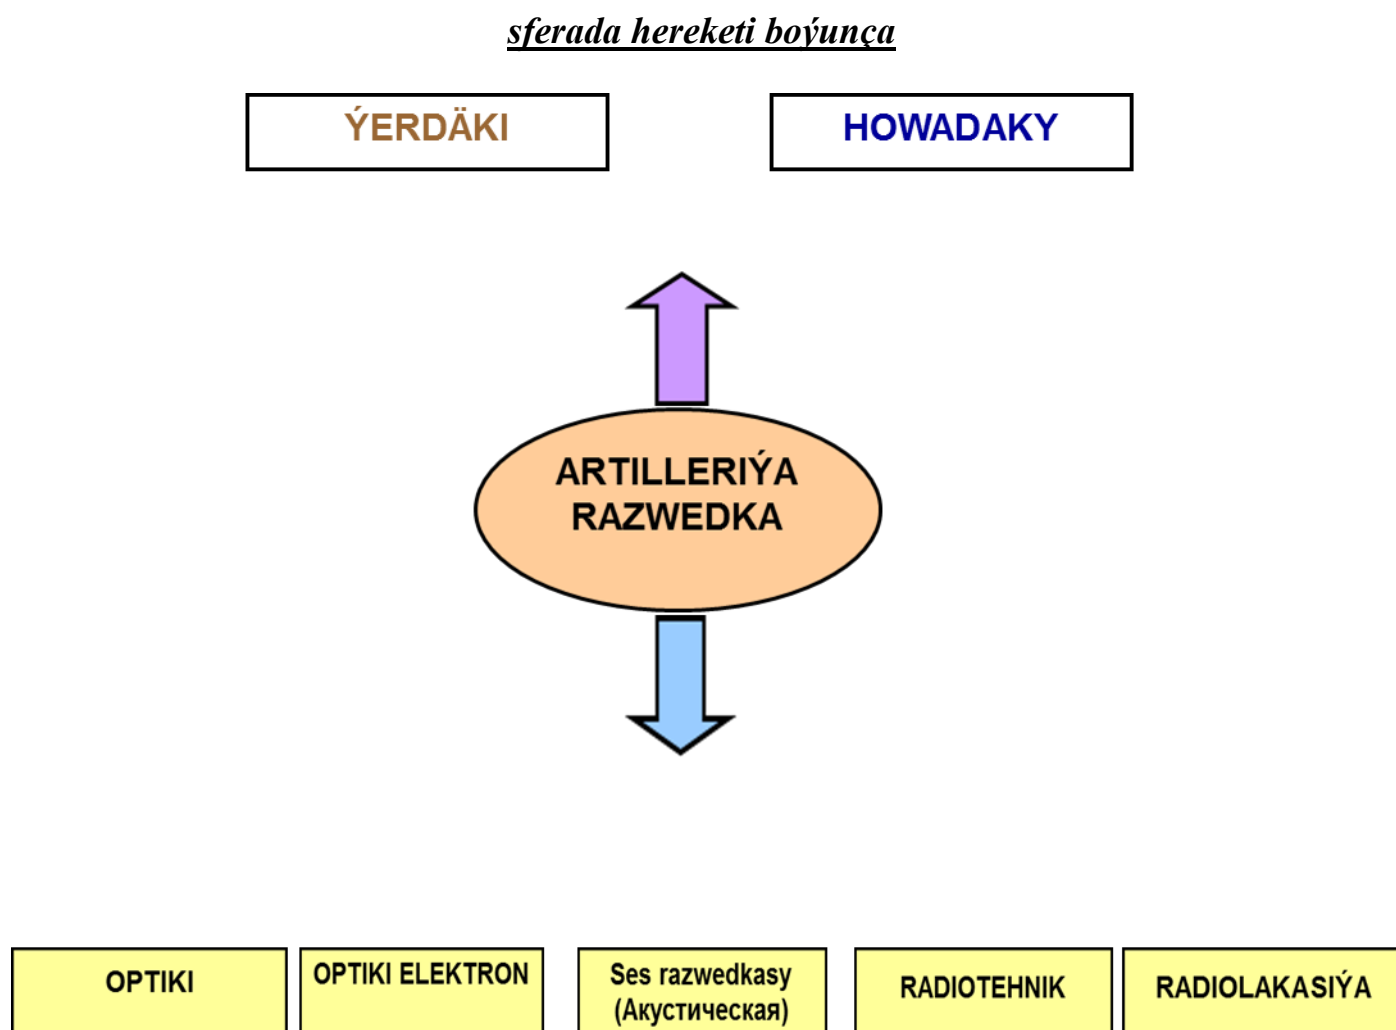 sferada hereketi boýunça
ÝERDÄKI
HOWADAKY
ARTILLERIÝA
RAZWEDKA
OPTIKI
OPTIKI ELEKTRON
Ses razwedkasy
(Акустическая)
RADIOTEHNIK
RADIOLAKASIÝA